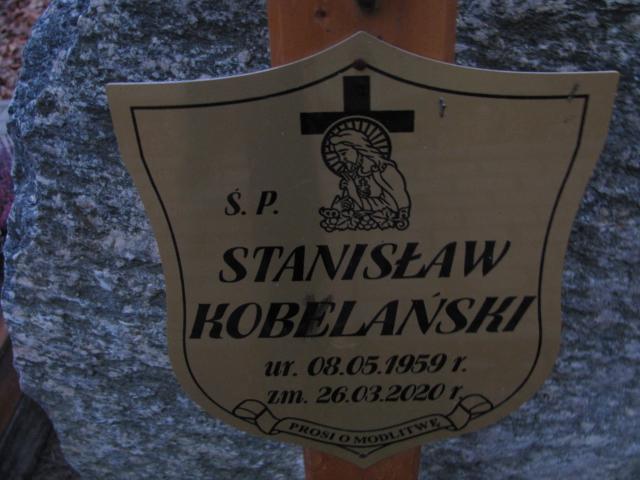 Ś. P.
STANISŁAW
KOBELAŃSKI
ur. 08.05.1959 r.
zm. 26.03.2020 r.
PROSI O MODLITWĘ